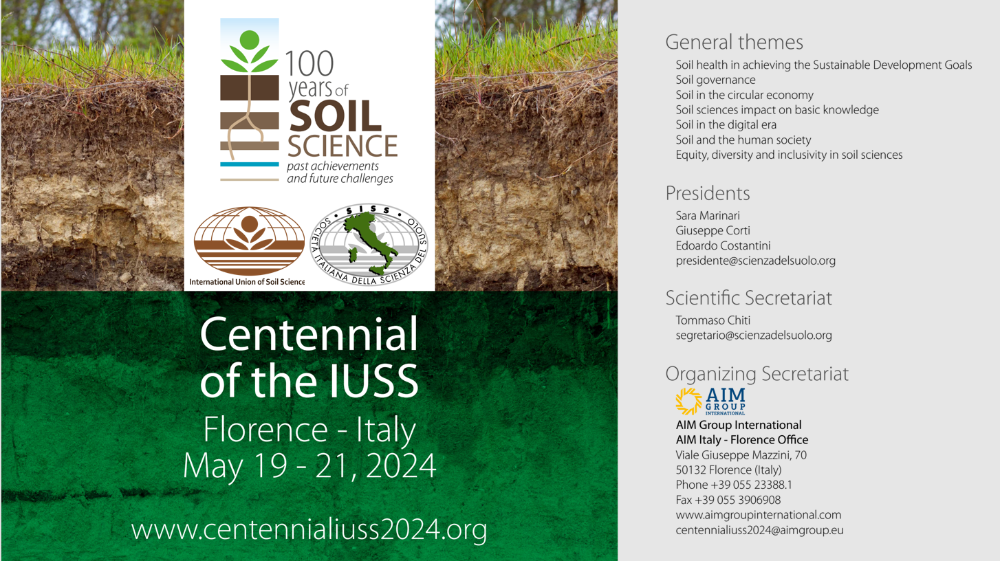 100
years of
SOIL
SCIENCE
past achievements
and future challenges
International Union of Soil Science
• SISS •
SOCIETÀ ITALIANA DELLA SCIENZA DEL SUOLO
Centennial
of the IUSS
Florence - Italy
May 19 - 21, 2024
www.centennialiuss2024.org
General themes
Soil health in achieving the Sustainable Development Goals
Soil governance
Soil in the circular economy
Soil sciences impact on basic knowledge
Soil in the digital era
Soil and the human society
Equity, diversity and inclusivity in soil sciences
Presidents
Sara Marinari
Giuseppe Corti
Edoardo Costantini
presidente@scienzadelsuolo.org
Scientific Secretariat
Tommaso Chiti
segretario@scienzadelsuolo.org
Organizing Secretariat
AIM
GROUP
INTERNATIONAL
AIM Group International
AIM Italy - Florence Office
Viale Giuseppe Mazzini, 70
50132 Florence (Italy)
Phone +39 055 23388.1
Fax +39 055 3906908
www.aimgroupinternational.com
centennialiuss2024@aimgroup.eu